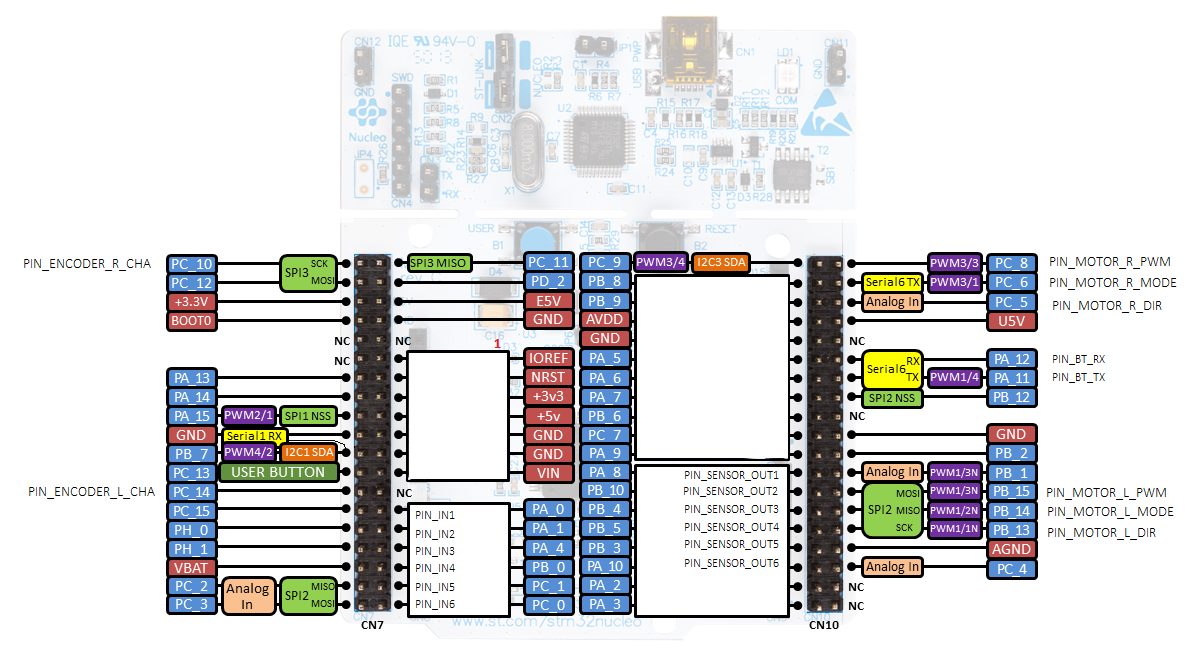 CN12
IQE 94V-0
JP1
CN1
LD1
CN11
GND
SWD
ST-LINK
NUCLEO
USB PWR
GND
COM
U2
Nucleo
CN2
JP4
CN4
TX
RX
X1
C11
T2
SB1
USER
B1
RESET
B2
PIN_ENCODER_R_CHA
PC_10
SPI3
SCK
MOSI
SPI3 MISO
PC_11
PC_9
PWM3/4
I2C3 SDA
PWM3/3
PC_8
PIN_MOTOR_R_PWM
PC_12
PD_2
PB_8
Serial6 TX
PWM3/1
PC_6
PIN_MOTOR_R_MODE
+3.3V
E5V
PB_9
Analog In
PC_5
PIN_MOTOR_R_DIR
BOOT0
GND
AVDD
U5V
NC
NC
1
GND
NC
NC
IOREF
PA_5
Serial6
RX
TX
PA_12
PIN_BT_RX
PA_13
NRST
PA_6
PWM1/4
PA_11
PIN_BT_TX
PA_14
+3v3
PA_7
SPI2 NSS
PB_12
PA_15
PWM2/1
SPI1 NSS
+5v
PB_6
NC
GND
Serial1 RX
GND
PC_7
GND
PB_7
PWM4/2
I2C1 SDA
GND
PA_9
PB_2
PC_13
USER BUTTON
VIN
PA_8
PIN_SENSOR_OUT1
Analog In
PWM1/3N
PB_1
PIN_ENCODER_L_CHA
PC_14
NC
PB_10
PIN_SENSOR_OUT2
SPI2
MOSI
MISO
SCK
PWM1/3N
PB_15
PIN_MOTOR_L_PWM
PC_15
PIN_IN1
PA_0
PB_4
PIN_SENSOR_OUT3
PWM1/2N
PB_14
PIN_MOTOR_L_MODE
PH_0
PIN_IN2
PA_1
PB_5
PIN_SENSOR_OUT4
PWM1/1N
PB_13
PIN_MOTOR_L_DIR
PH_1
PIN_IN3
PA_4
PB_3
PIN_SENSOR_OUT5
AGND
VBAT
PIN_IN4
PB_0
PA_10
PIN_SENSOR_OUT6
Analog In
PC_4
PC_2
Analog In
SPI2
MISO
MOSI
PIN_IN5
PC_1
PA_2
NC
PC_3
PIN_IN6
PC_0
PA_3
NC
CN7
www.st.com/stm32nucleo
CN10